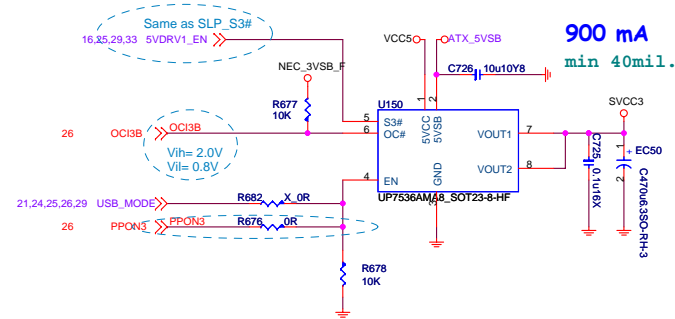 Same as SLP_S3#
16,25,29,33 5VDRV1_EN
VCC5
ATX_5VSB
900 mA
min 40mil.
NEC_3VSB_F
C726 10u10Y8
SVCC3
R677
10K
U150
1
2
5VCC
5VSB
5
S3#
26 OCI3B OCI3B
6
OC#
VOUT1
7
Vih= 2.0V
Vil= 0.8V
VOUT2
8
C725
0.1u16X
1
+ EC50
2
C470u6.3SO-RH-3
4
EN
GND
3
UP7536AMA8_SOT23-8-HF
21,24,25,26,29 USB_MODE
R682 X_0R
26 PPON3 PPON3
R676 0R
R678
10K